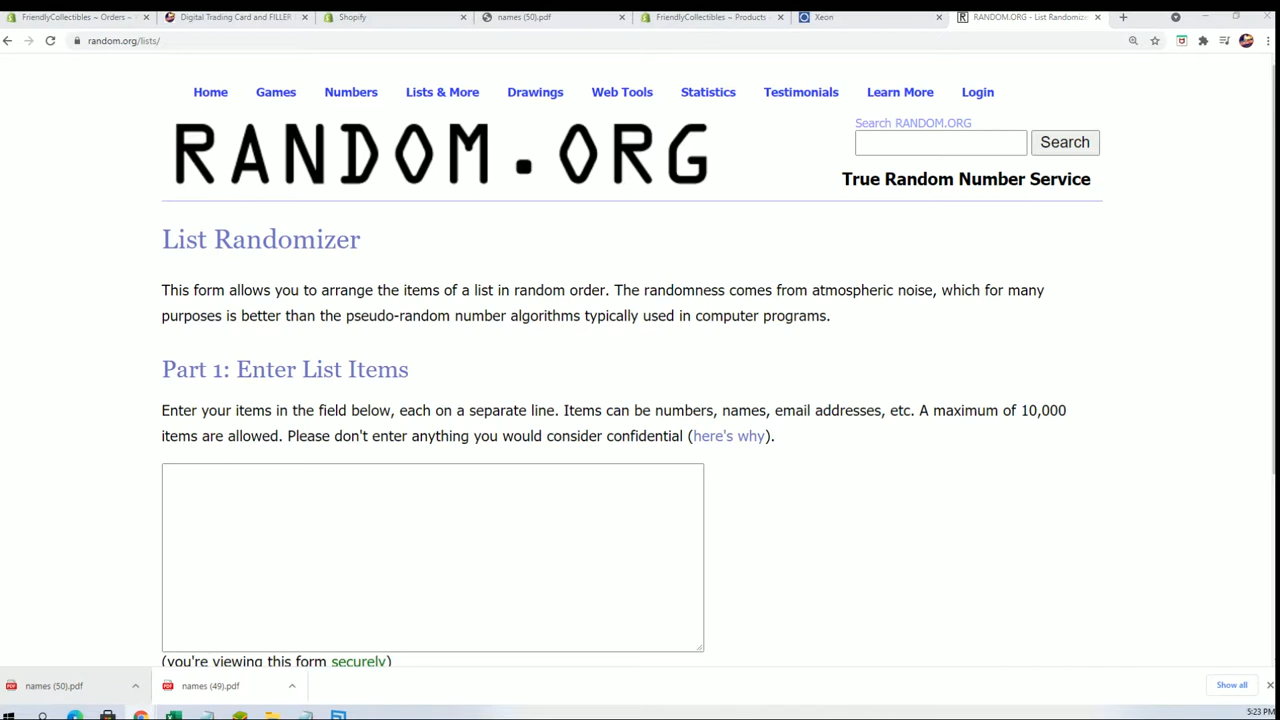 FriendlyCollectibles ~ Orders ~
Digital Trading Card and FILLER
Shopify
names (50).pdf
FriendlyCollectibles ~ Products ~
Xeon
RANDOM.ORG - List Randomize
random.org/lists/
Home Games Numbers Lists & More Drawings Web Tools Statistics Testimonials Learn More Login
RANDOM.ORG
Search RANDOM.ORG
Search
True Random Number Service
List Randomizer
This form allows you to arrange the items of a list in random order. The randomness comes from atmospheric noise, which for many
purposes is better than the pseudo-random number algorithms typically used in computer programs.
Part 1: Enter List Items
Enter your items in the field below, each on a separate line. Items can be numbers, names, email addresses, etc. A maximum of 10,000
items are allowed. Please don't enter anything you would consider confidential (here's why).
(you're viewing this form securely)
names (50).pdf
names (49).pdf
Show all
5:23 PM